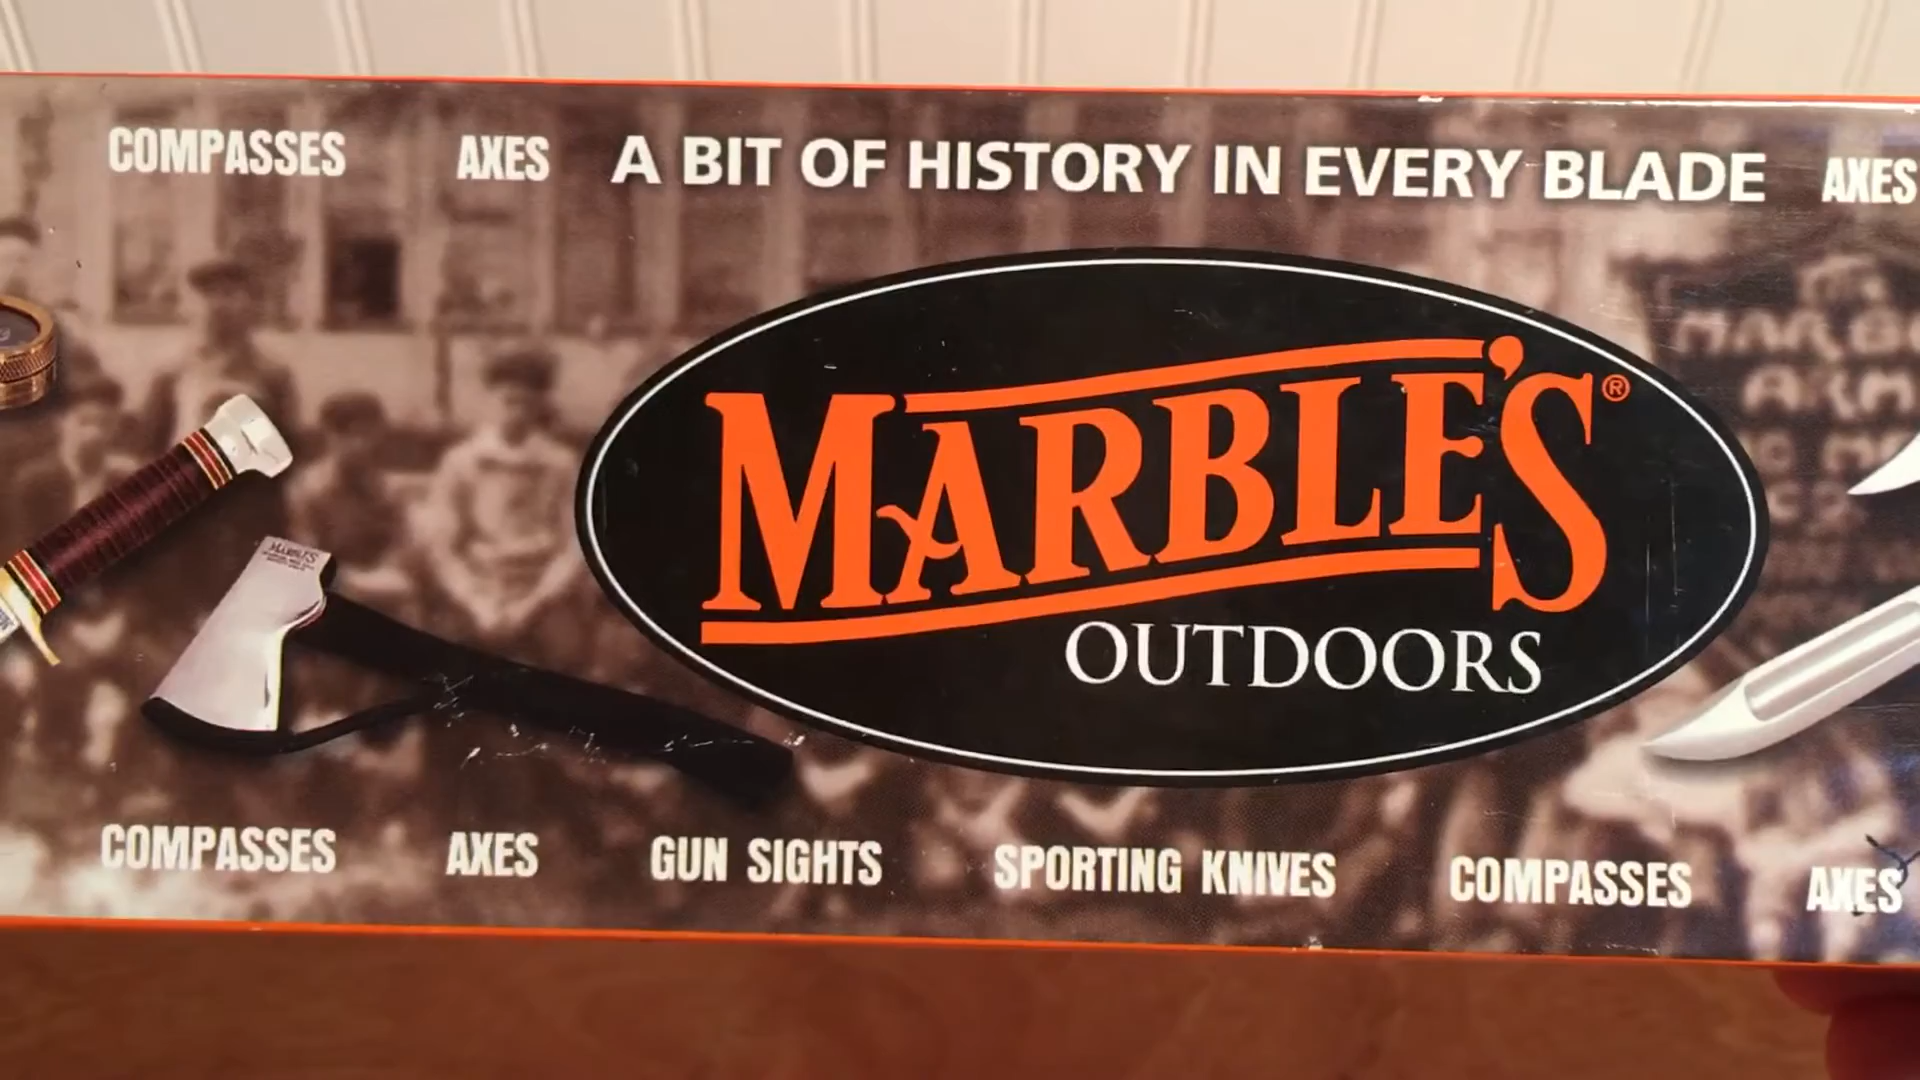 COMPASSES AXES A BIT OF HISTORY IN EVERY BLADE AXES
MARBLE'S®
OUTDOORS
MARBLE'S
COMPASSES AXES GUN SIGHTS SPORTING KNIVES COMPASSES AXES